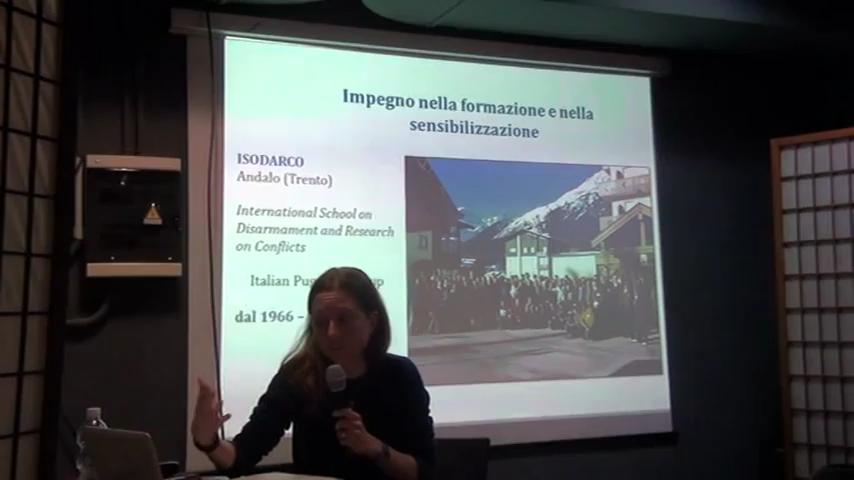 Impegno nella formazione e nella
sensibilizzazione
ISODARCO
Andalo (Trento)
International School on
Disarmament and Research
on Conflicts
Italian
dal 1966 -